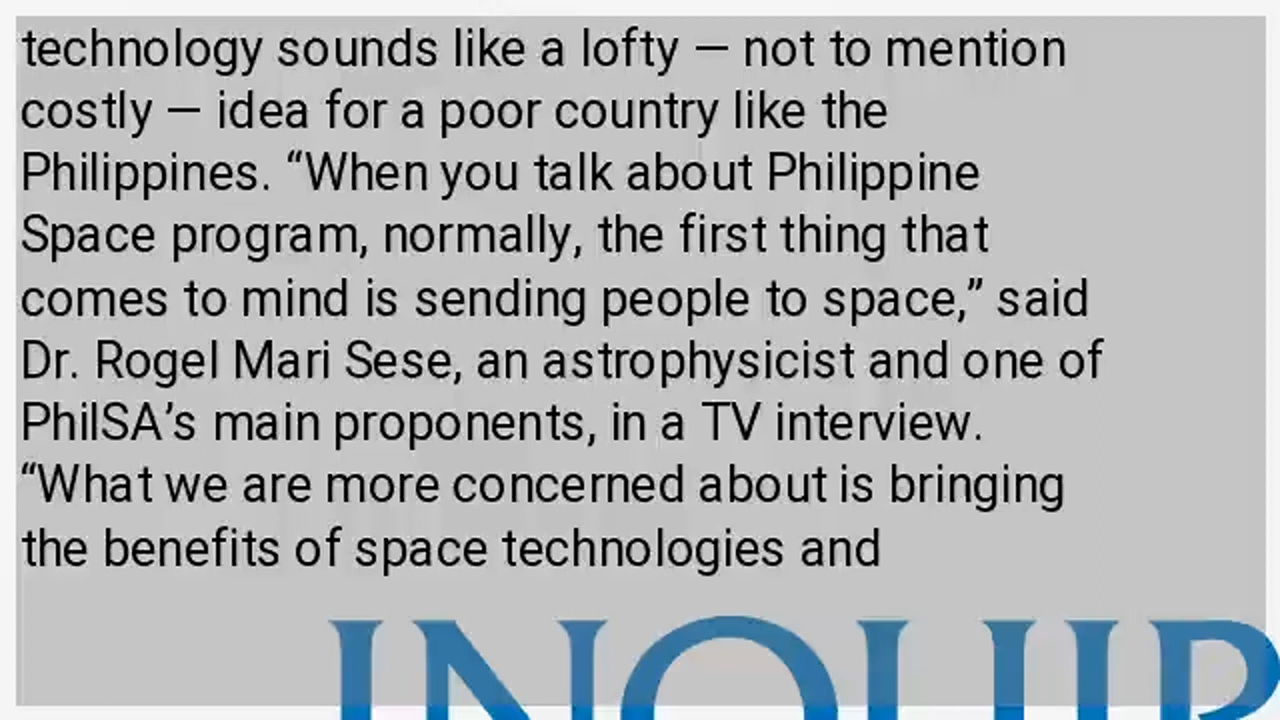 technology sounds like a lofty — not to mention
costly — idea for a poor country like the
Philippines. “When you talk about Philippine
Space program, normally, the first thing that
comes to mind is sending people to space,” said
Dr. Rogel Mari Sese, an astrophysicist and one of
PhilSA’s main proponents, in a TV interview.
“What we are more concerned about is bringing
the benefits of space technologies and
INQUIR